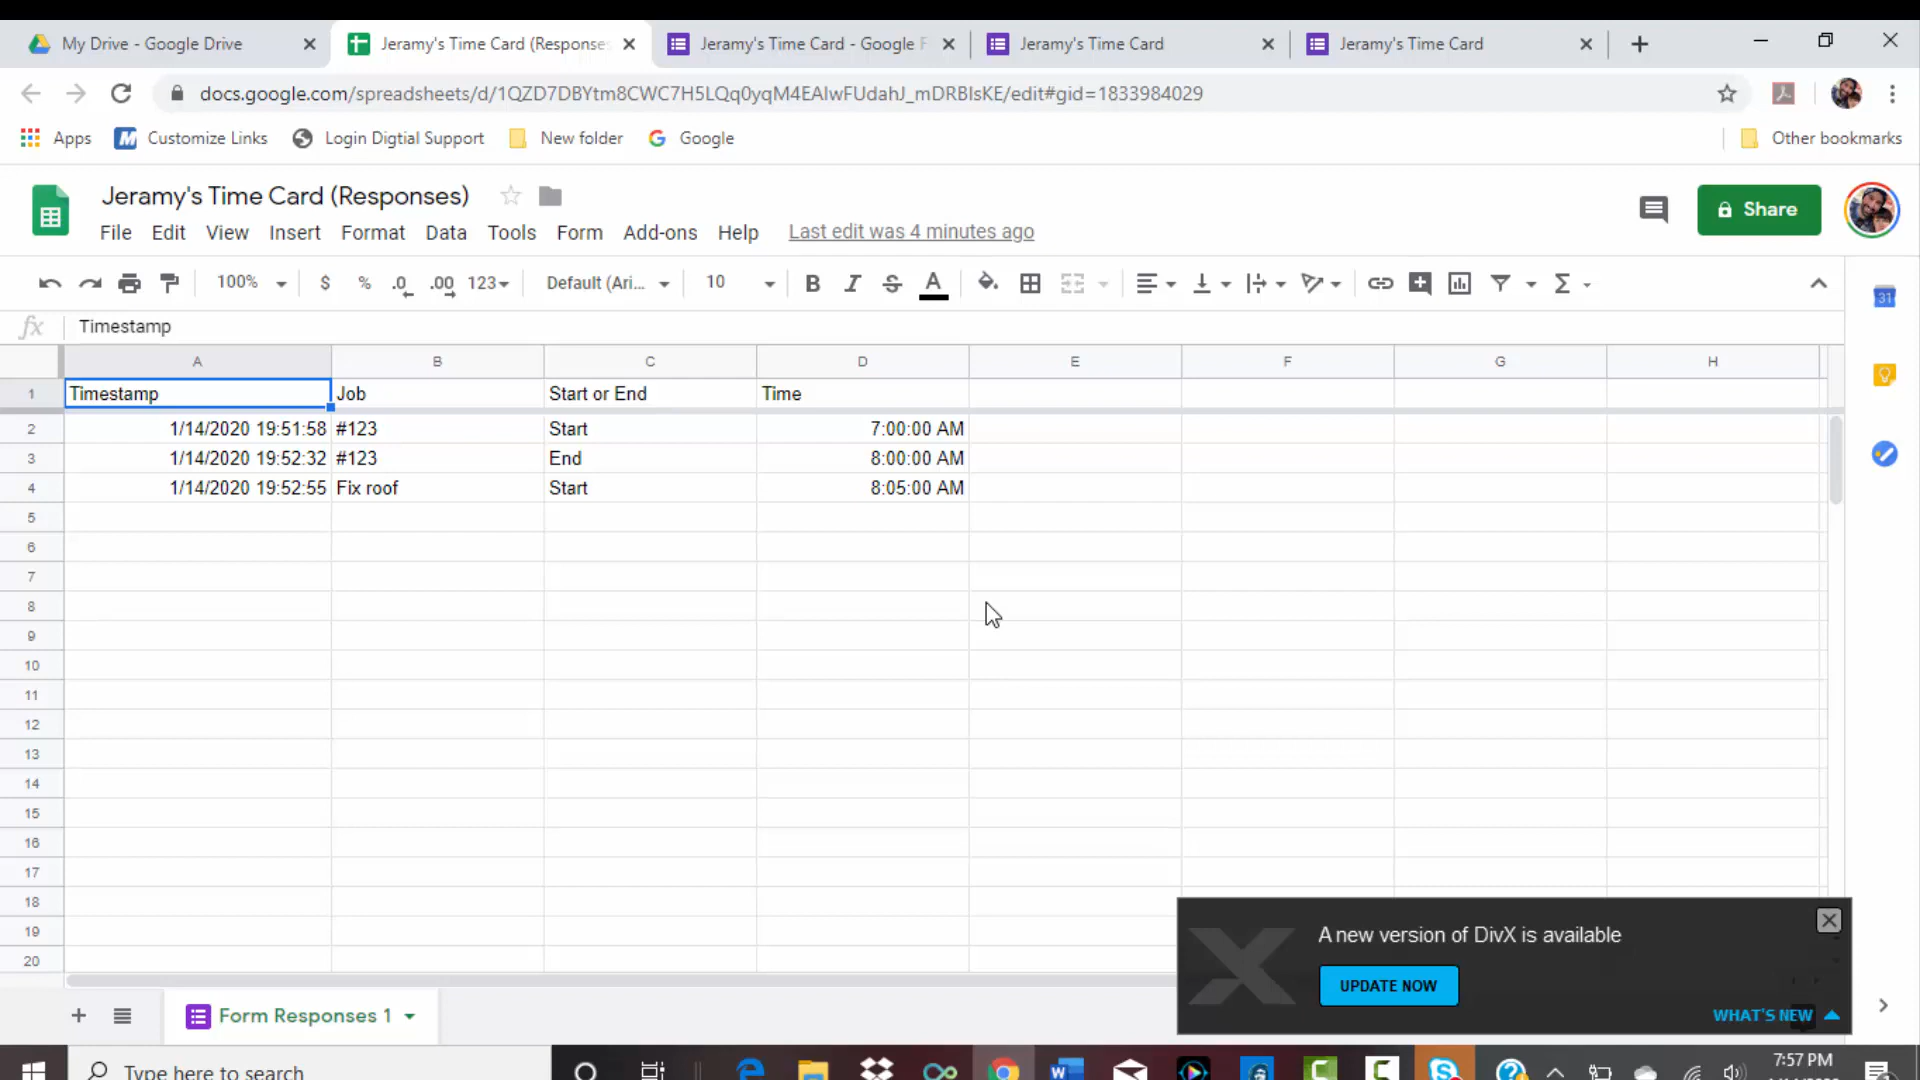 My Drive - Google Drive
Jeramy's Time Card (Responses
Jeramy's Time Card - Google F
Jeramy's Time Card
Jeramy's Time Card
docs.google.com/spreadsheets/d/1QZD7DBYtm8CWC7H5LQq0yqM4EAlwFUdahJ_mDRBIsKE/edit#gid=1833984029
Apps
Customize Links
Login Digtial Support
New folder
Google
Other bookmarks
Jeramy's Time Card (Responses)
Share
File Edit View Insert Format Data Tools Form Add-ons Help Last edit was 4 minutes ago
100% $ % .0 .00 123 Default (Ari... 10 B I S A Σ
31
fx Timestamp
A B C D E F G H
1 Timestamp Job Start or End Time
2 1/14/2020 19:51:58 #123 Start 7:00:00 AM
3 1/14/2020 19:52:32 #123 End 8:00:00 AM
4 1/14/2020 19:52:55 Fix roof Start 8:05:00 AM
5
6
7
8
9
10
11
12
13
14
15
16
17
18
19
20
A new version of DivX is available
UPDATE NOW
WHAT'S NEW
Form Responses 1
Type here to search
7:57 PM